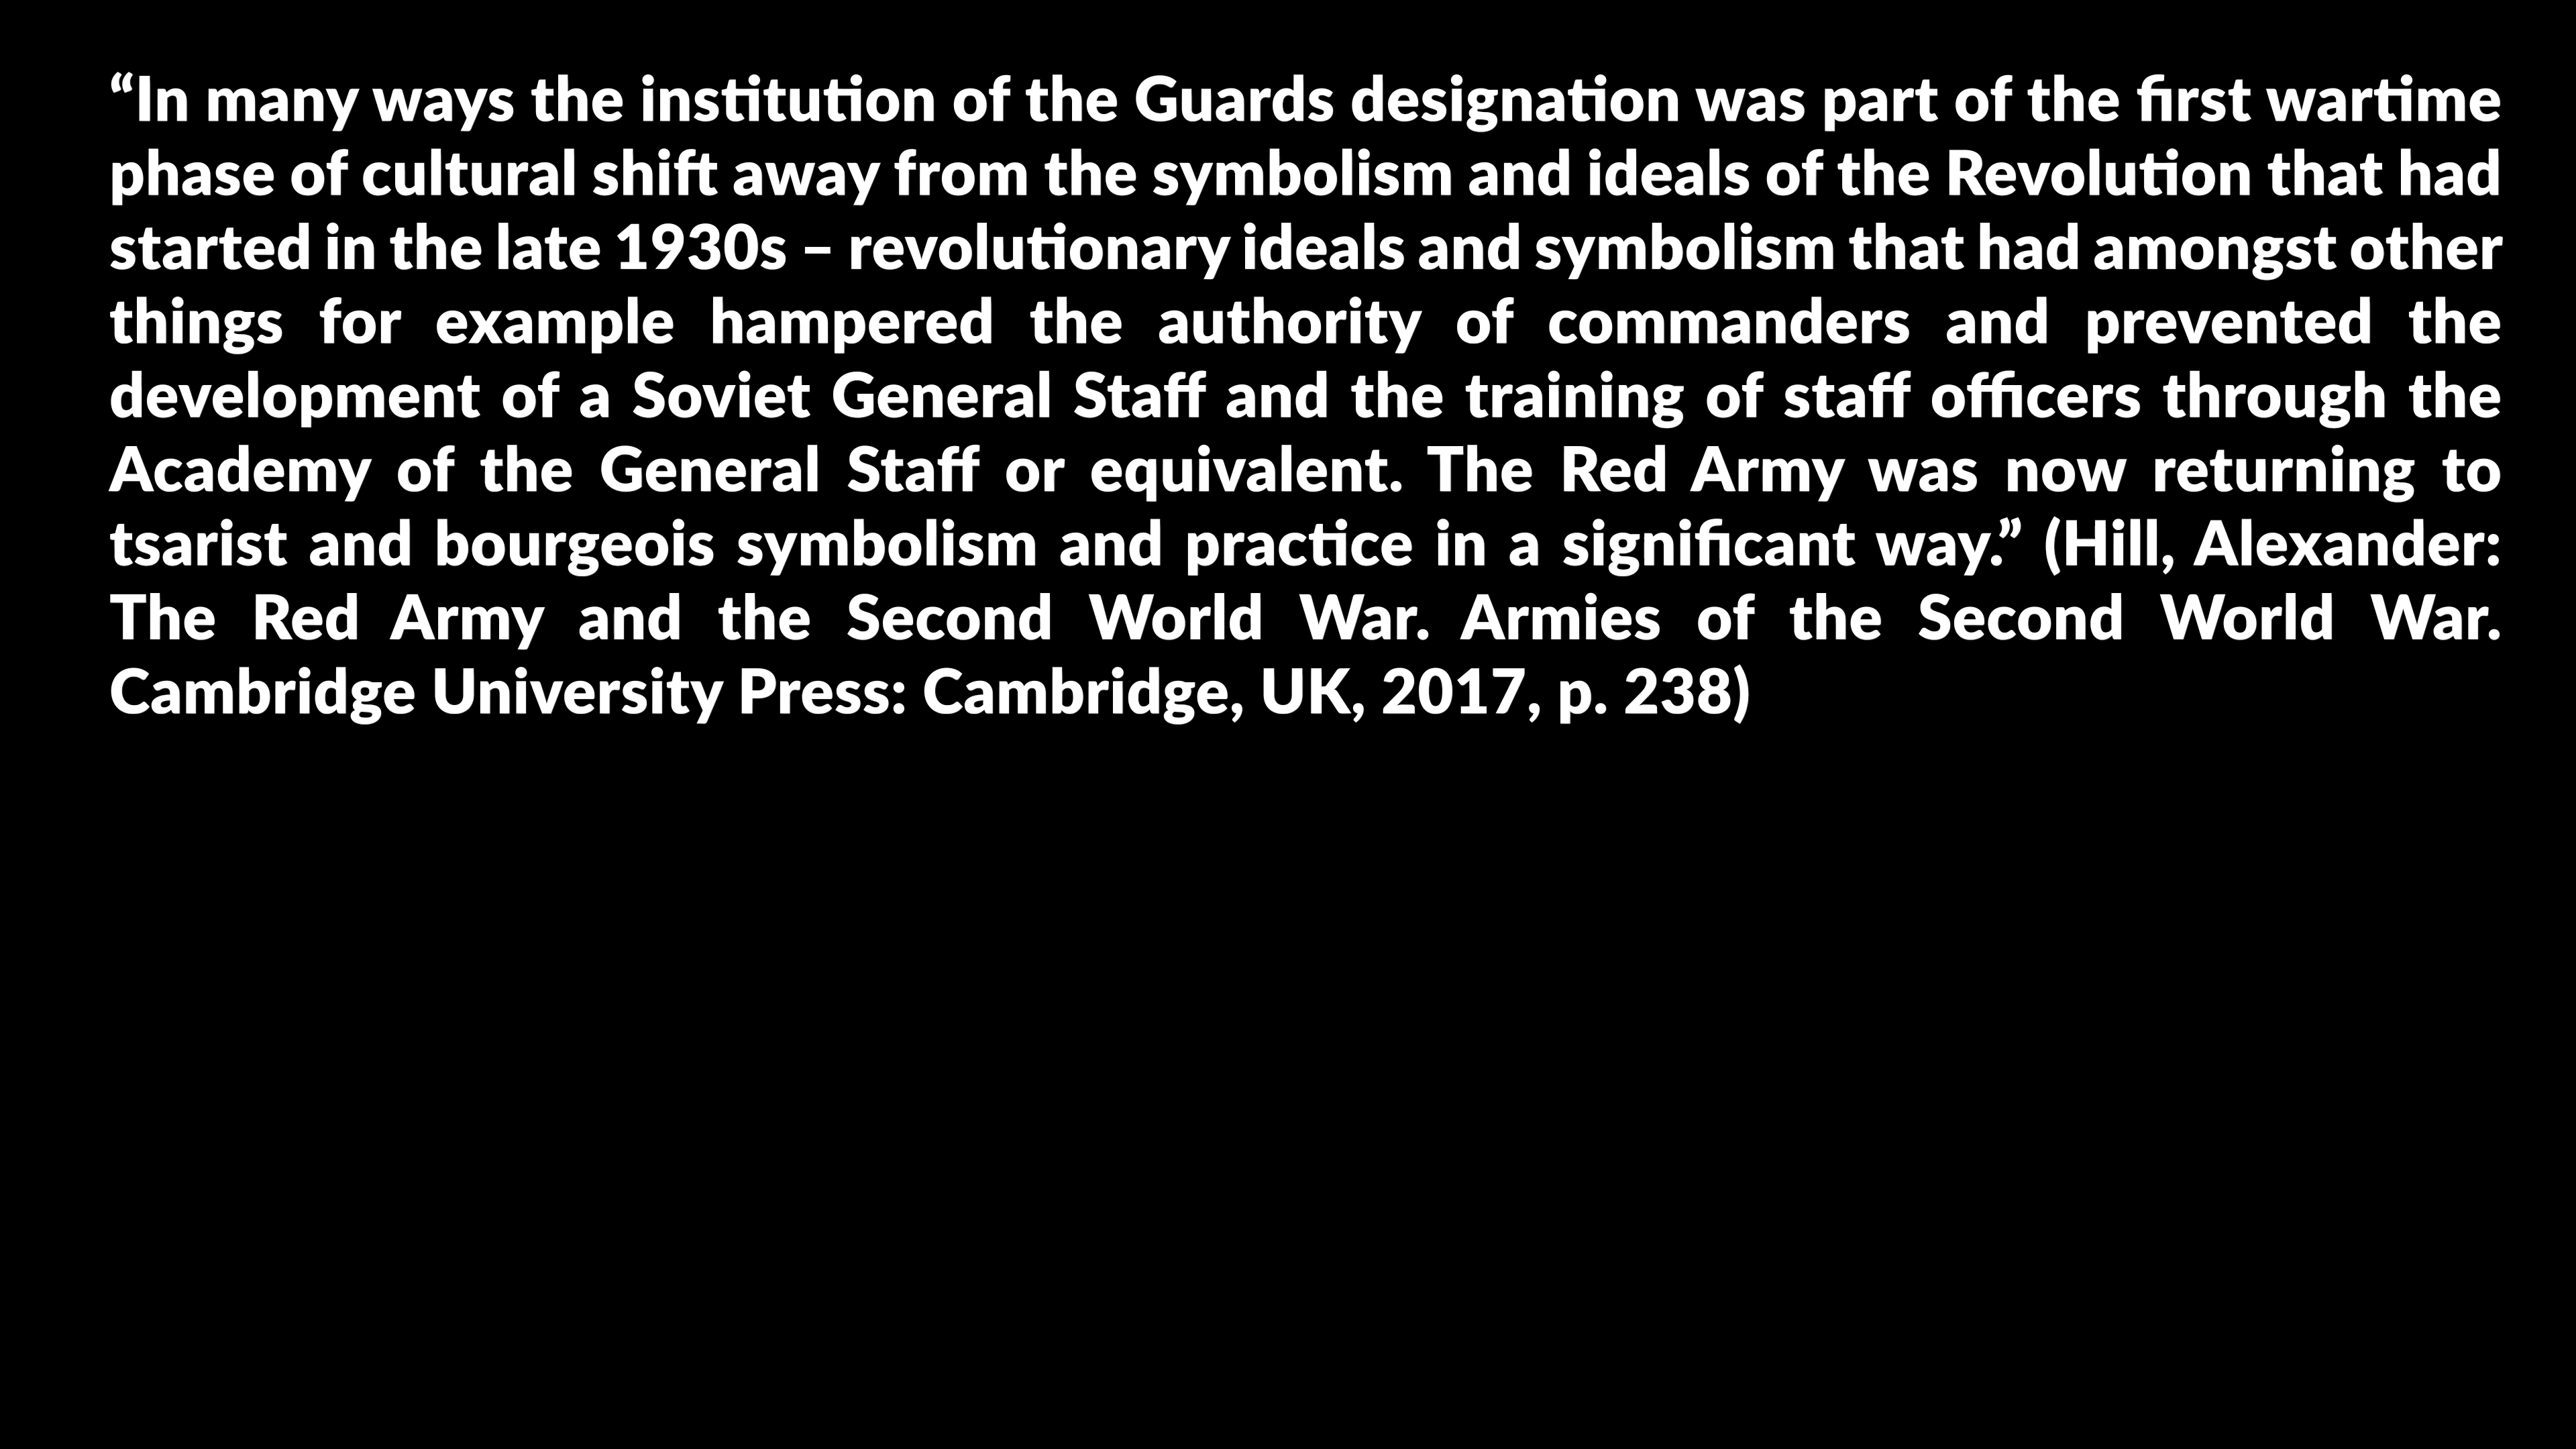 “In many ways the institution of the Guards designation was part of the first wartime
phase of cultural shift away from the symbolism and ideals of the Revolution that had
started in the late 1930s – revolutionary ideals and symbolism that had amongst other
things for example hampered the authority of commanders and prevented the
development of a Soviet General Staff and the training of staff officers through the
Academy of the General Staff or equivalent. The Red Army was now returning to
tsarist and bourgeois symbolism and practice in a significant way.” (Hill, Alexander:
The Red Army and the Second World War. Armies of the Second World War.
Cambridge University Press: Cambridge, UK, 2017, p. 238)